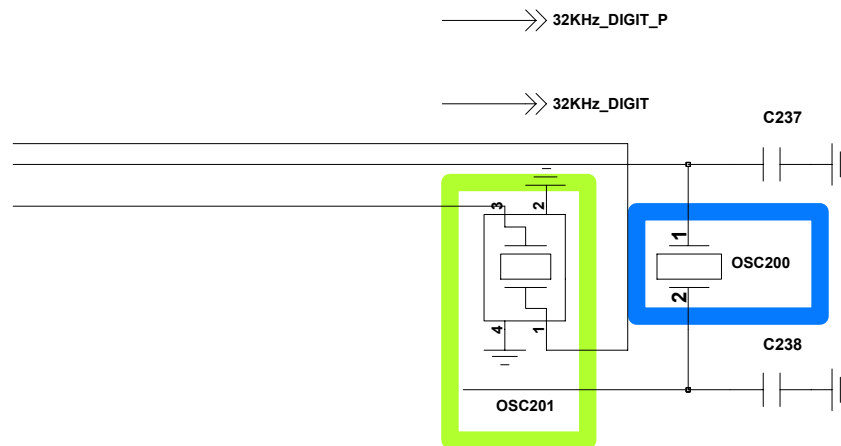 32KHz_DIGIT_P
32KHz_DIGIT
C237
3
2
1
OSC200
2
4
1
C238
OSC201